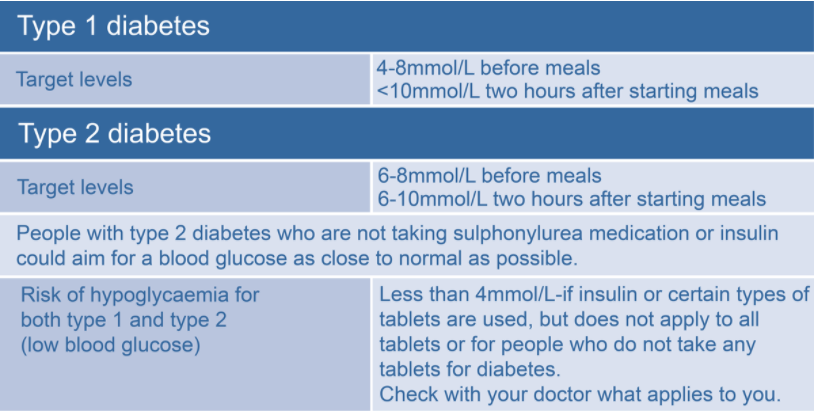 Type 1 diabetes
Target levels
4-8mmol/L before meals
<10mmol/L two hours after starting meals
Type 2 diabetes
Target levels
6-8mmol/L before meals
6-10mmol/L two hours after starting meals
People with type 2 diabetes who are not taking sulphonylurea medication or insulin
could aim for a blood glucose as close to normal as possible.
Risk of hypoglycaemia for
both type 1 and type 2
(low blood glucose)
Less than 4mmol/L-if insulin or certain types of
tablets are used, but does not apply to all
tablets or for people who do not take any
tablets for diabetes.
Check with your doctor what applies to you.